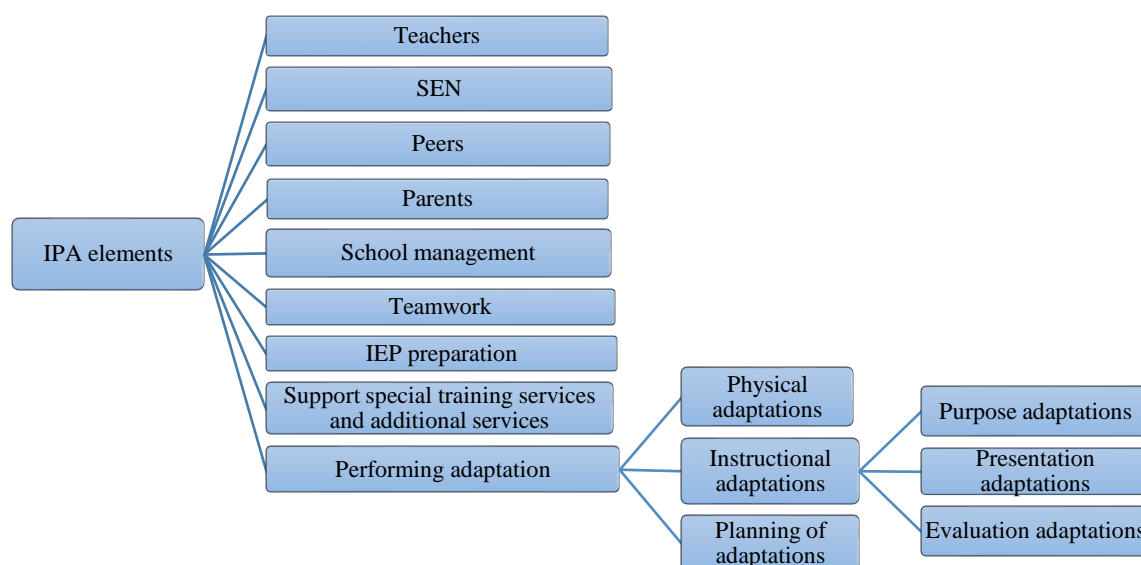 IPA elements
Teachers
SEN
Peers
Parents
School management
Teamwork
IEP preparation
Support special training services
and additional services
Performing adaptation
Physical
adaptations
Instructional
adaptations
Planning of
adaptations
Purpose adaptations
Presentation
adaptations
Evaluation adaptations